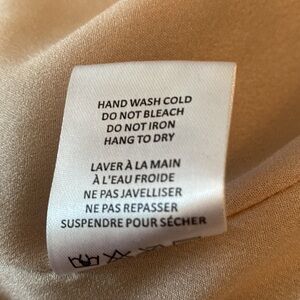 HAND WASH COLD
DO NOT BLEACH
DO NOT IRON
HANG TO DRY
LAVER À LA MAIN
À L'EAU FROIDE
NE PAS JAVELLISER
NE PAS REPASSER
SUSPENDRE POUR SÉCHER